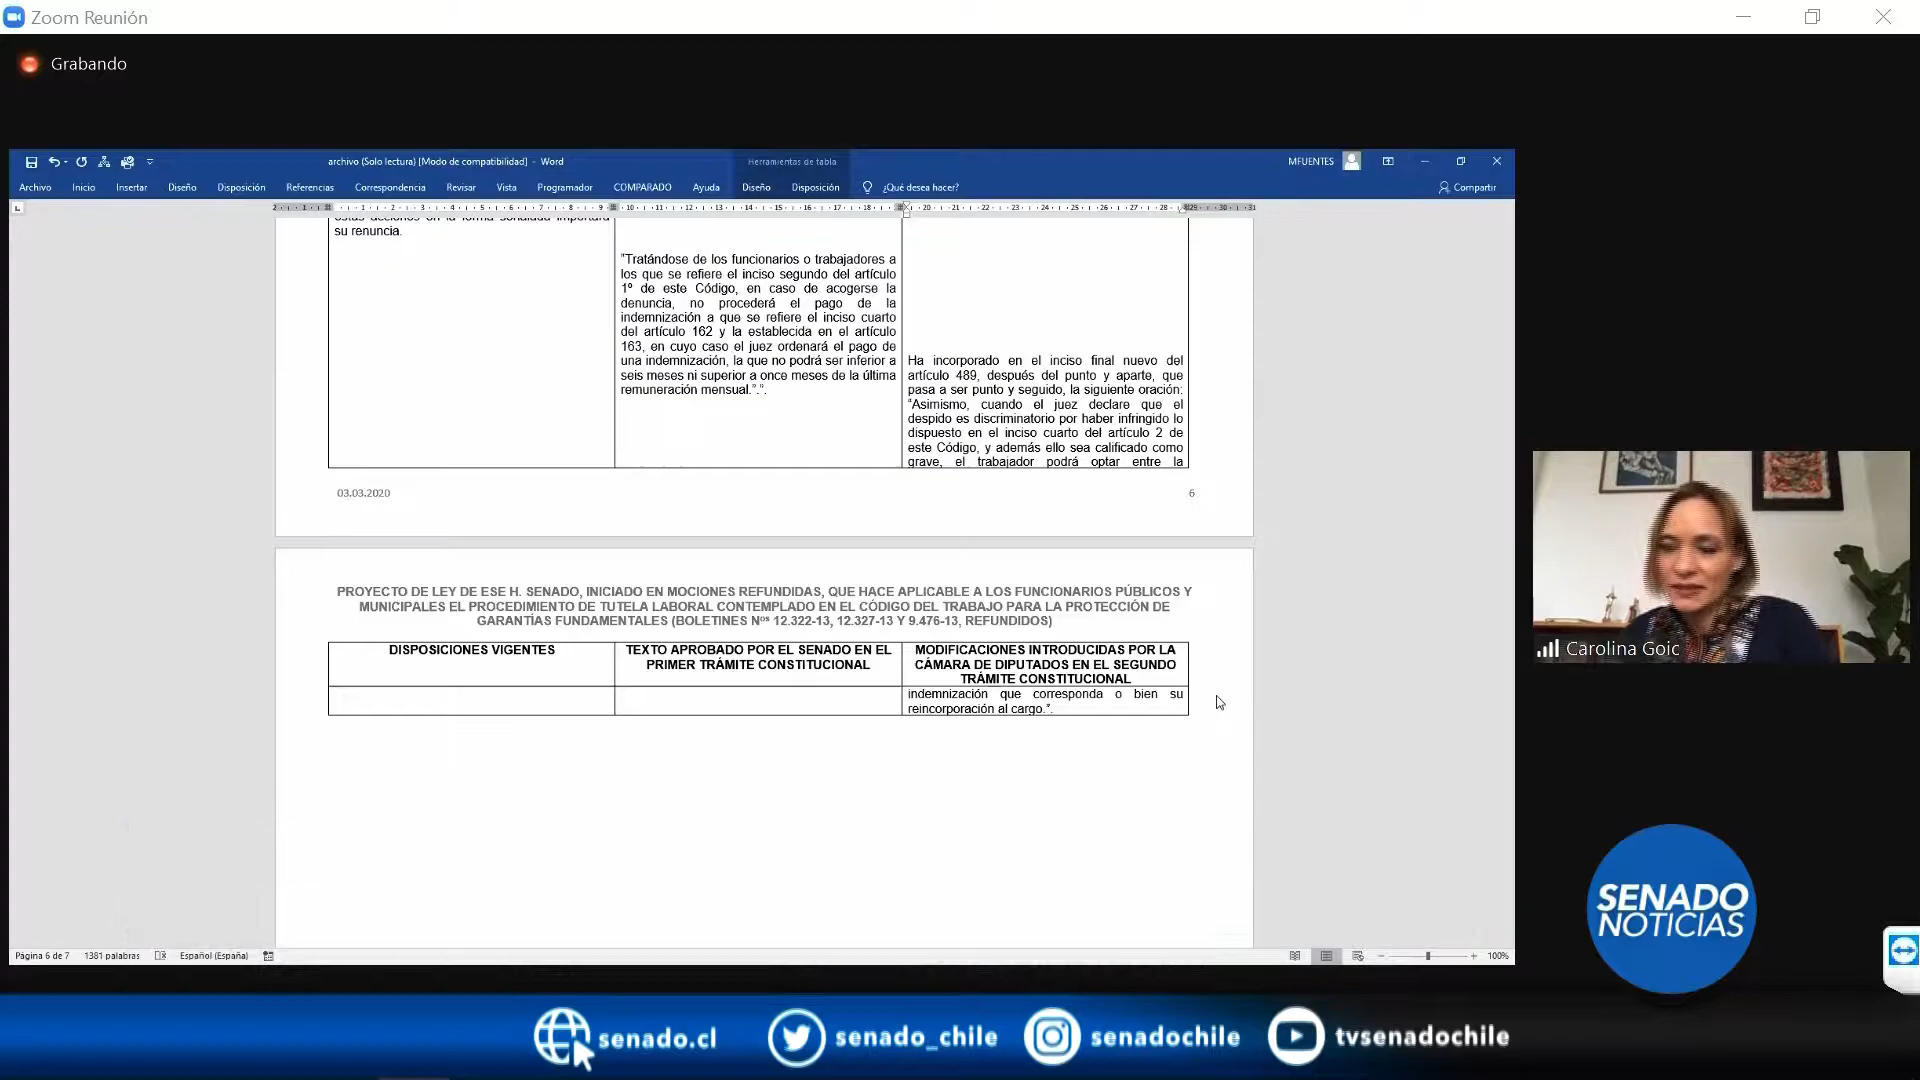 Zoom Reunión
Grabando
archivo (Solo lectura) [Modo de compatibilidad] - Word
Herramientas de tabla
MFUENTES
Archivo Inicio Insertar Diseño Disposición Referencias Correspondencia Revisar Vista Programador COMPARADO Ayuda Diseño Disposición ¿Qué desea hacer? Compartir
estas acciones en la forma señalada importará
su renuncia.
"Tratándose de los funcionarios o trabajadores a
los que se refiere el inciso segundo del artículo
1º de este Código, en caso de acogerse la
denuncia, no procederá el pago de la
indemnización a que se refiere el inciso cuarto
del artículo 162 y la establecida en el artículo
163, en cuyo caso el juez ordenará el pago de
una indemnización, la que no podrá ser inferior a
seis meses ni superior a once meses de la última
remuneración mensual.".".
Ha incorporado en el inciso final nuevo del
artículo 489, después del punto y aparte, que
pasa a ser punto y seguido, la siguiente oración:
"Asimismo, cuando el juez declare que el
despido es discriminatorio por haber infringido lo
dispuesto en el inciso cuarto del artículo 2 de
este Código, y además ello sea calificado como
grave, el trabajador podrá optar entre la
03.03.2020
6
PROYECTO DE LEY DE ESE H. SENADO, INICIADO EN MOCIONES REFUNDIDAS, QUE HACE APLICABLE A LOS FUNCIONARIOS PÚBLICOS Y
MUNICIPALES EL PROCEDIMIENTO DE TUTELA LABORAL CONTEMPLADO EN EL CÓDIGO DEL TRABAJO PARA LA PROTECCIÓN DE
GARANTÍAS FUNDAMENTALES (BOLETINES Nºs 12.322-13, 12.327-13 Y 9.476-13, REFUNDIDOS)
DISPOSICIONES VIGENTES
TEXTO APROBADO POR EL SENADO EN EL
PRIMER TRÁMITE CONSTITUCIONAL
MODIFICACIONES INTRODUCIDAS POR LA
CÁMARA DE DIPUTADOS EN EL SEGUNDO
TRÁMITE CONSTITUCIONAL
indemnización que corresponda o bien su
reincorporación al cargo.".
Carolina Goic
SENADO
NOTICIAS
Página 6 de 7 1381 palabras Español (España) 100%
senado.cl senado_chile senadochile tvsenadochile